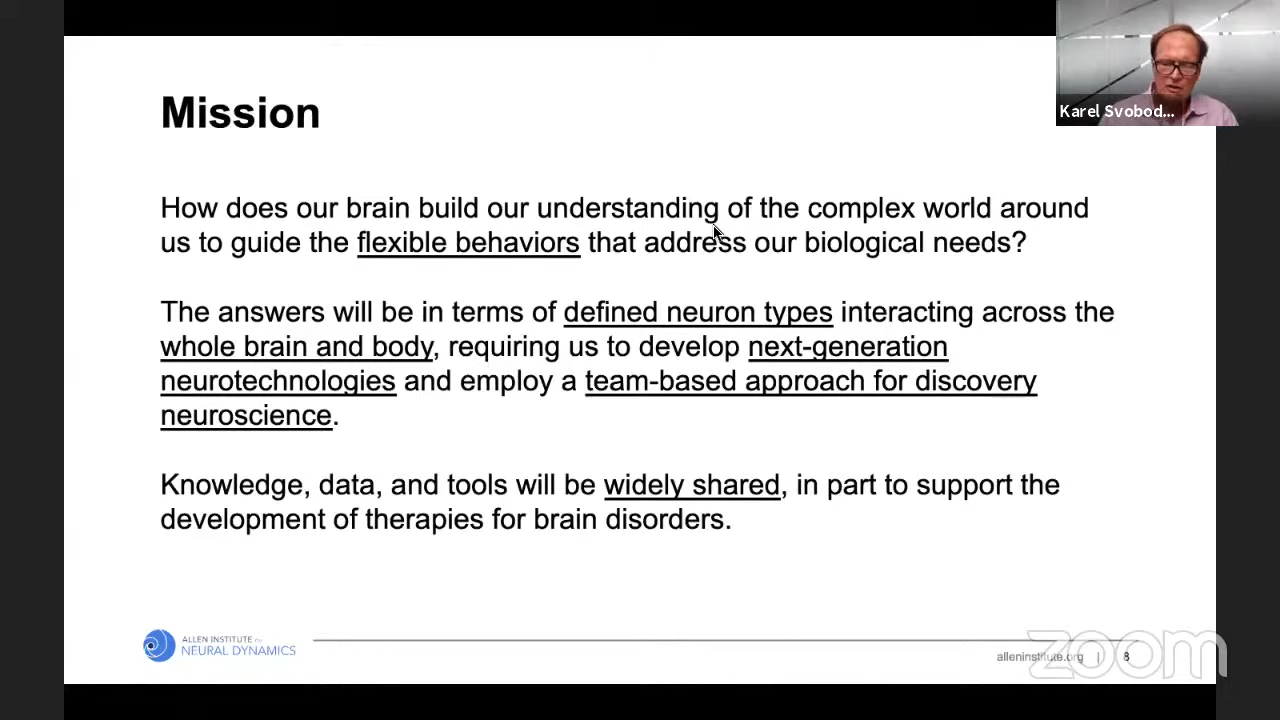 Karel Svobod...
Mission
How does our brain build our understanding of the complex world around
us to guide the flexible behaviors that address our biological needs?
The answers will be in terms of defined neuron types interacting across the
whole brain and body, requiring us to develop next-generation
neurotechnologies and employ a team-based approach for discovery
neuroscience.
Knowledge, data, and tools will be widely shared, in part to support the
development of therapies for brain disorders.
ALLEN INSTITUTE for
NEURAL DYNAMICS
alleninstitute.org | 8
zoom